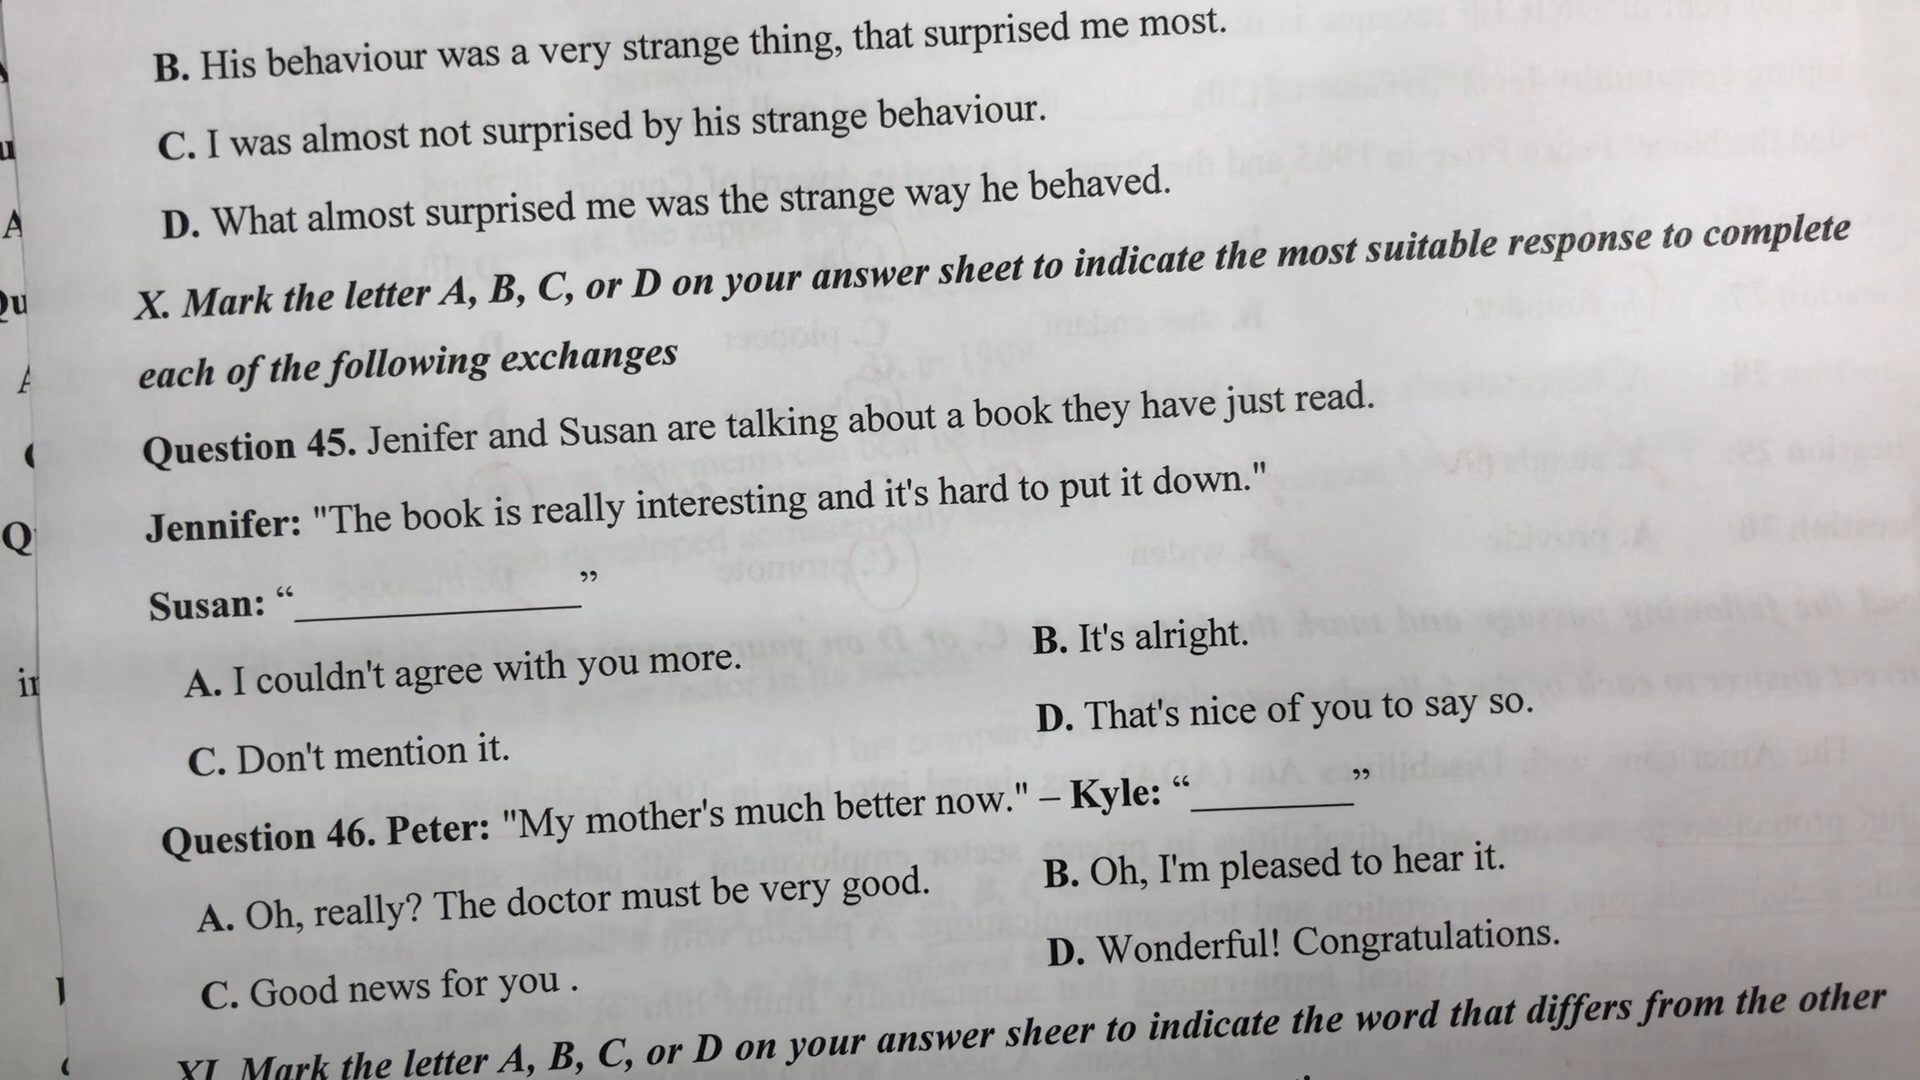 B. His behaviour was a very strange thing, that surprised me most.
C. I was almost not surprised by his strange behaviour.
D. What almost surprised me was the strange way he behaved.
X. Mark the letter A, B, C, or D on your answer sheet to indicate the most suitable response to complete
each of the following exchanges
Question 45. Jenifer and Susan are talking about a book they have just read.
Jennifer: "The book is really interesting and it's hard to put it down."
Susan: “______________”
A. I couldn't agree with you more. B. It's alright.
C. Don't mention it. D. That's nice of you to say so.
Question 46. Peter: "My mother's much better now." – Kyle: “________”
A. Oh, really? The doctor must be very good. B. Oh, I'm pleased to hear it.
C. Good news for you . D. Wonderful! Congratulations.
XI. Mark the letter A, B, C, or D on your answer sheer to indicate the word that differs from the other